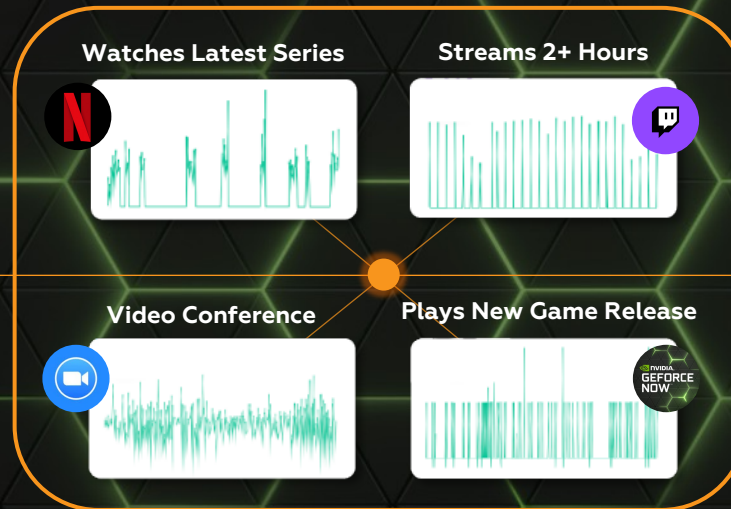 Watches Latest Series
Streams 2+ Hours
N
Video Conference
Plays New Game Release
NVIDIA
GEFORCE
NOW